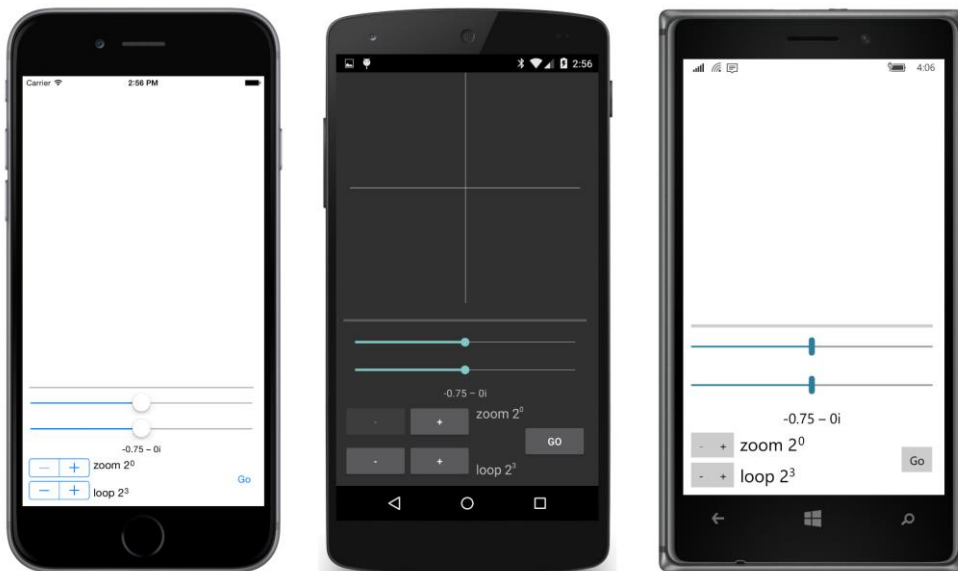 Carrier 2:56 PM
-0.75 – 0i
− + zoom 2⁰
− + loop 2³
Go
2:56
-0.75 – 0i
- + zoom 2⁰
GO
- + loop 2³
4:06
-0.75 – 0i
- + zoom 2⁰
Go
- + loop 2³